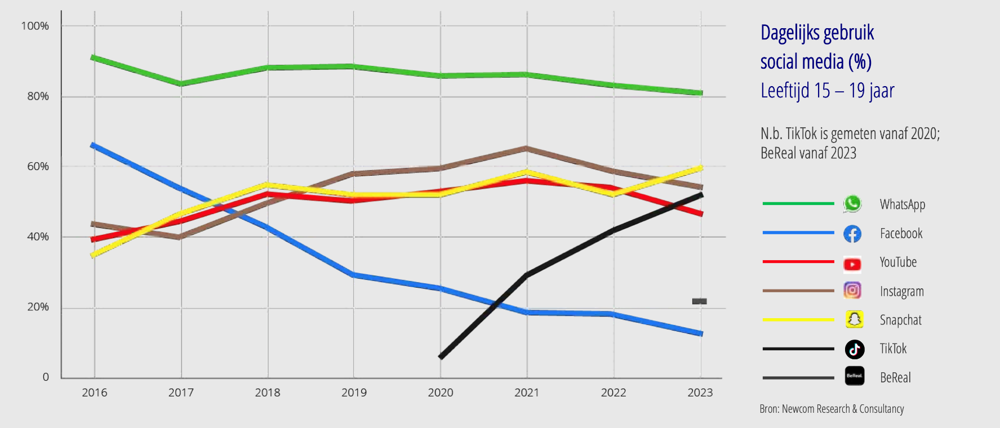 100%
80%
60%
40%
20%
0
2016 2017 2018 2019 2020 2021 2022 2023
Dagelijks gebruik
social media (%)
Leeftijd 15 – 19 jaar
N.b. TikTok is gemeten vanaf 2020;
BeReal vanaf 2023
WhatsApp
Facebook
YouTube
Instagram
Snapchat
TikTok
BeReal. BeReal
Bron: Newcom Research & Consultancy